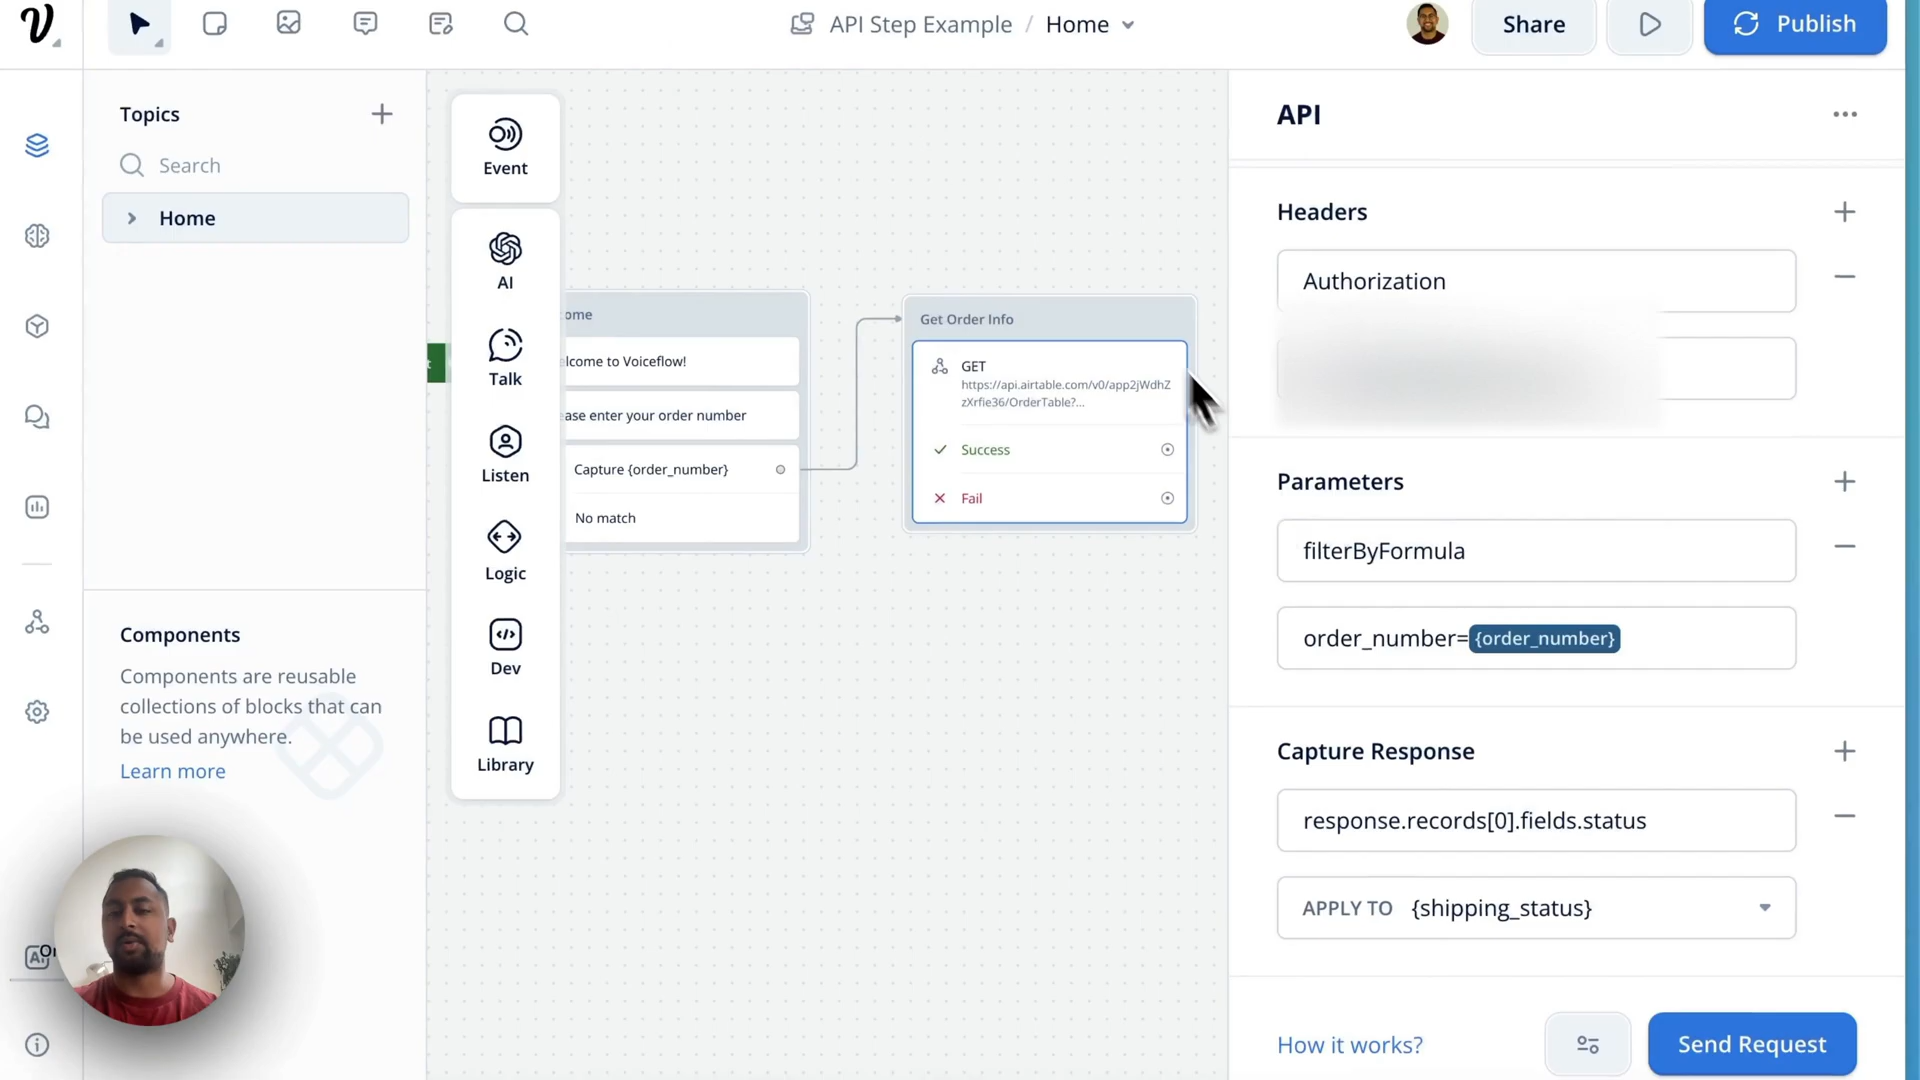 API Step Example / Home
Share
Publish
Topics
Search
Home
Components
Components are reusable
collections of blocks that can
be used anywhere.
Learn more
Event
AI
Talk
Listen
Logic
Dev
Library
ome
elcome to Voiceflow!
ase enter your order number
Capture {order_number}
No match
Get Order Info
GET
https://api.airtable.com/v0/app2jWdhZ
zXrfie36/OrderTable?...
Success
Fail
API
Headers
Authorization
Parameters
filterByFormula
order_number={order_number}
Capture Response
response.records[0].fields.status
APPLY TO {shipping_status}
How it works?
Send Request